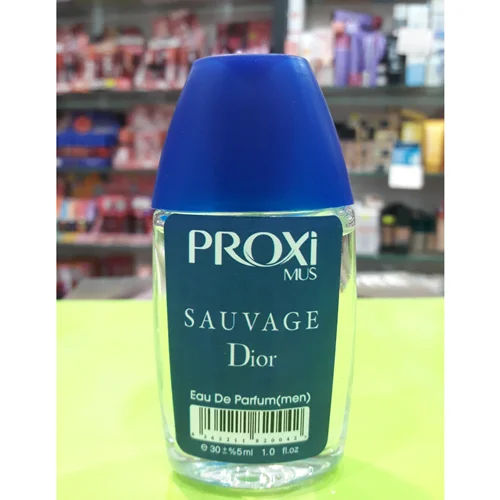 PROXi
MUS
SAUVAGE
Dior
Eau De Parfum(men)
e 30±%5ml 1.0 fl.oz